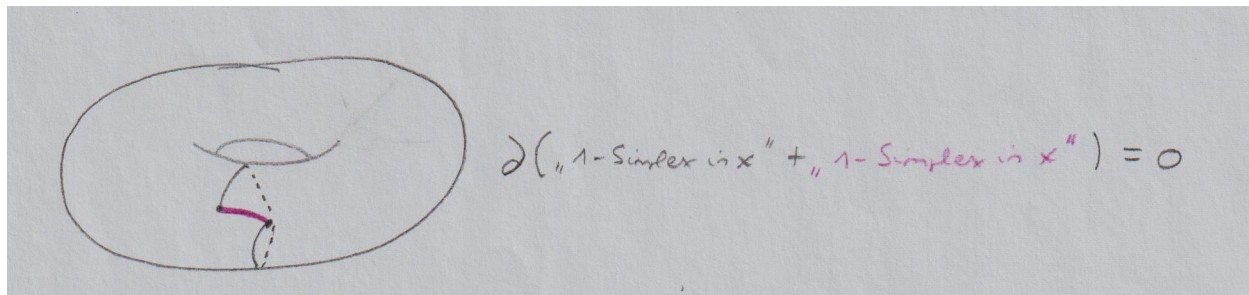 ∂(„1-Simplex in x" + „1-Simplex in x") = 0